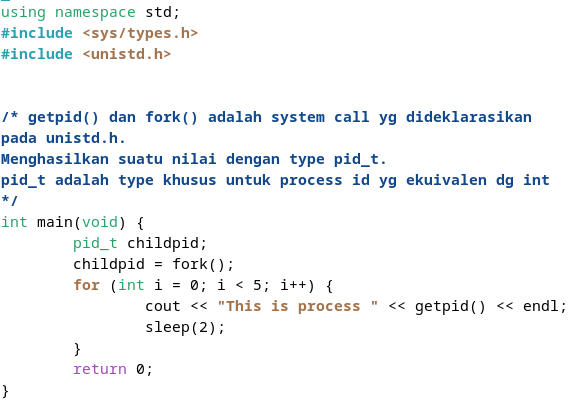 using namespace std;
#include <sys/types.h>
#include <unistd.h>
/* getpid() dan fork() adalah system call yg dideklarasikan
pada unistd.h.
Menghasilkan suatu nilai dengan type pid_t.
pid_t adalah type khusus untuk process id yg ekuivalen dg int
*/
int main(void) {
        pid_t childpid;
        childpid = fork();
        for (int i = 0; i < 5; i++) {
                cout << "This is process " << getpid() << endl;
                sleep(2);
        }
        return 0;
}